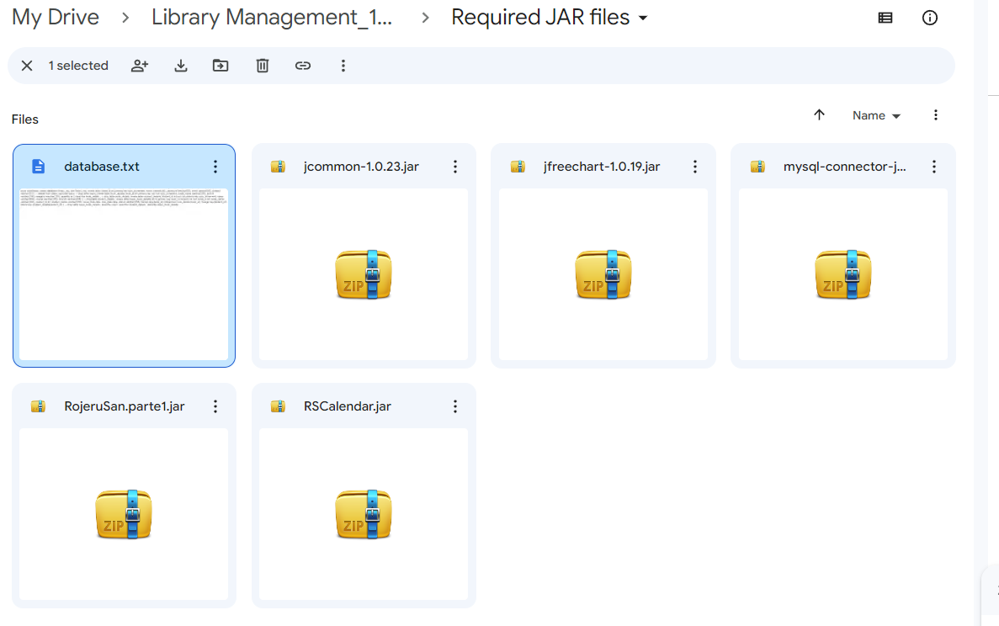 My Drive > Library Management_1... > Required JAR files
1 selected
Files
Name
database.txt
jcommon-1.0.23.jar
jfreechart-1.0.19.jar
mysql-connector-j...
ZIP
ZIP
ZIP
RojeruSan.parte1.jar
RSCalendar.jar
ZIP
ZIP